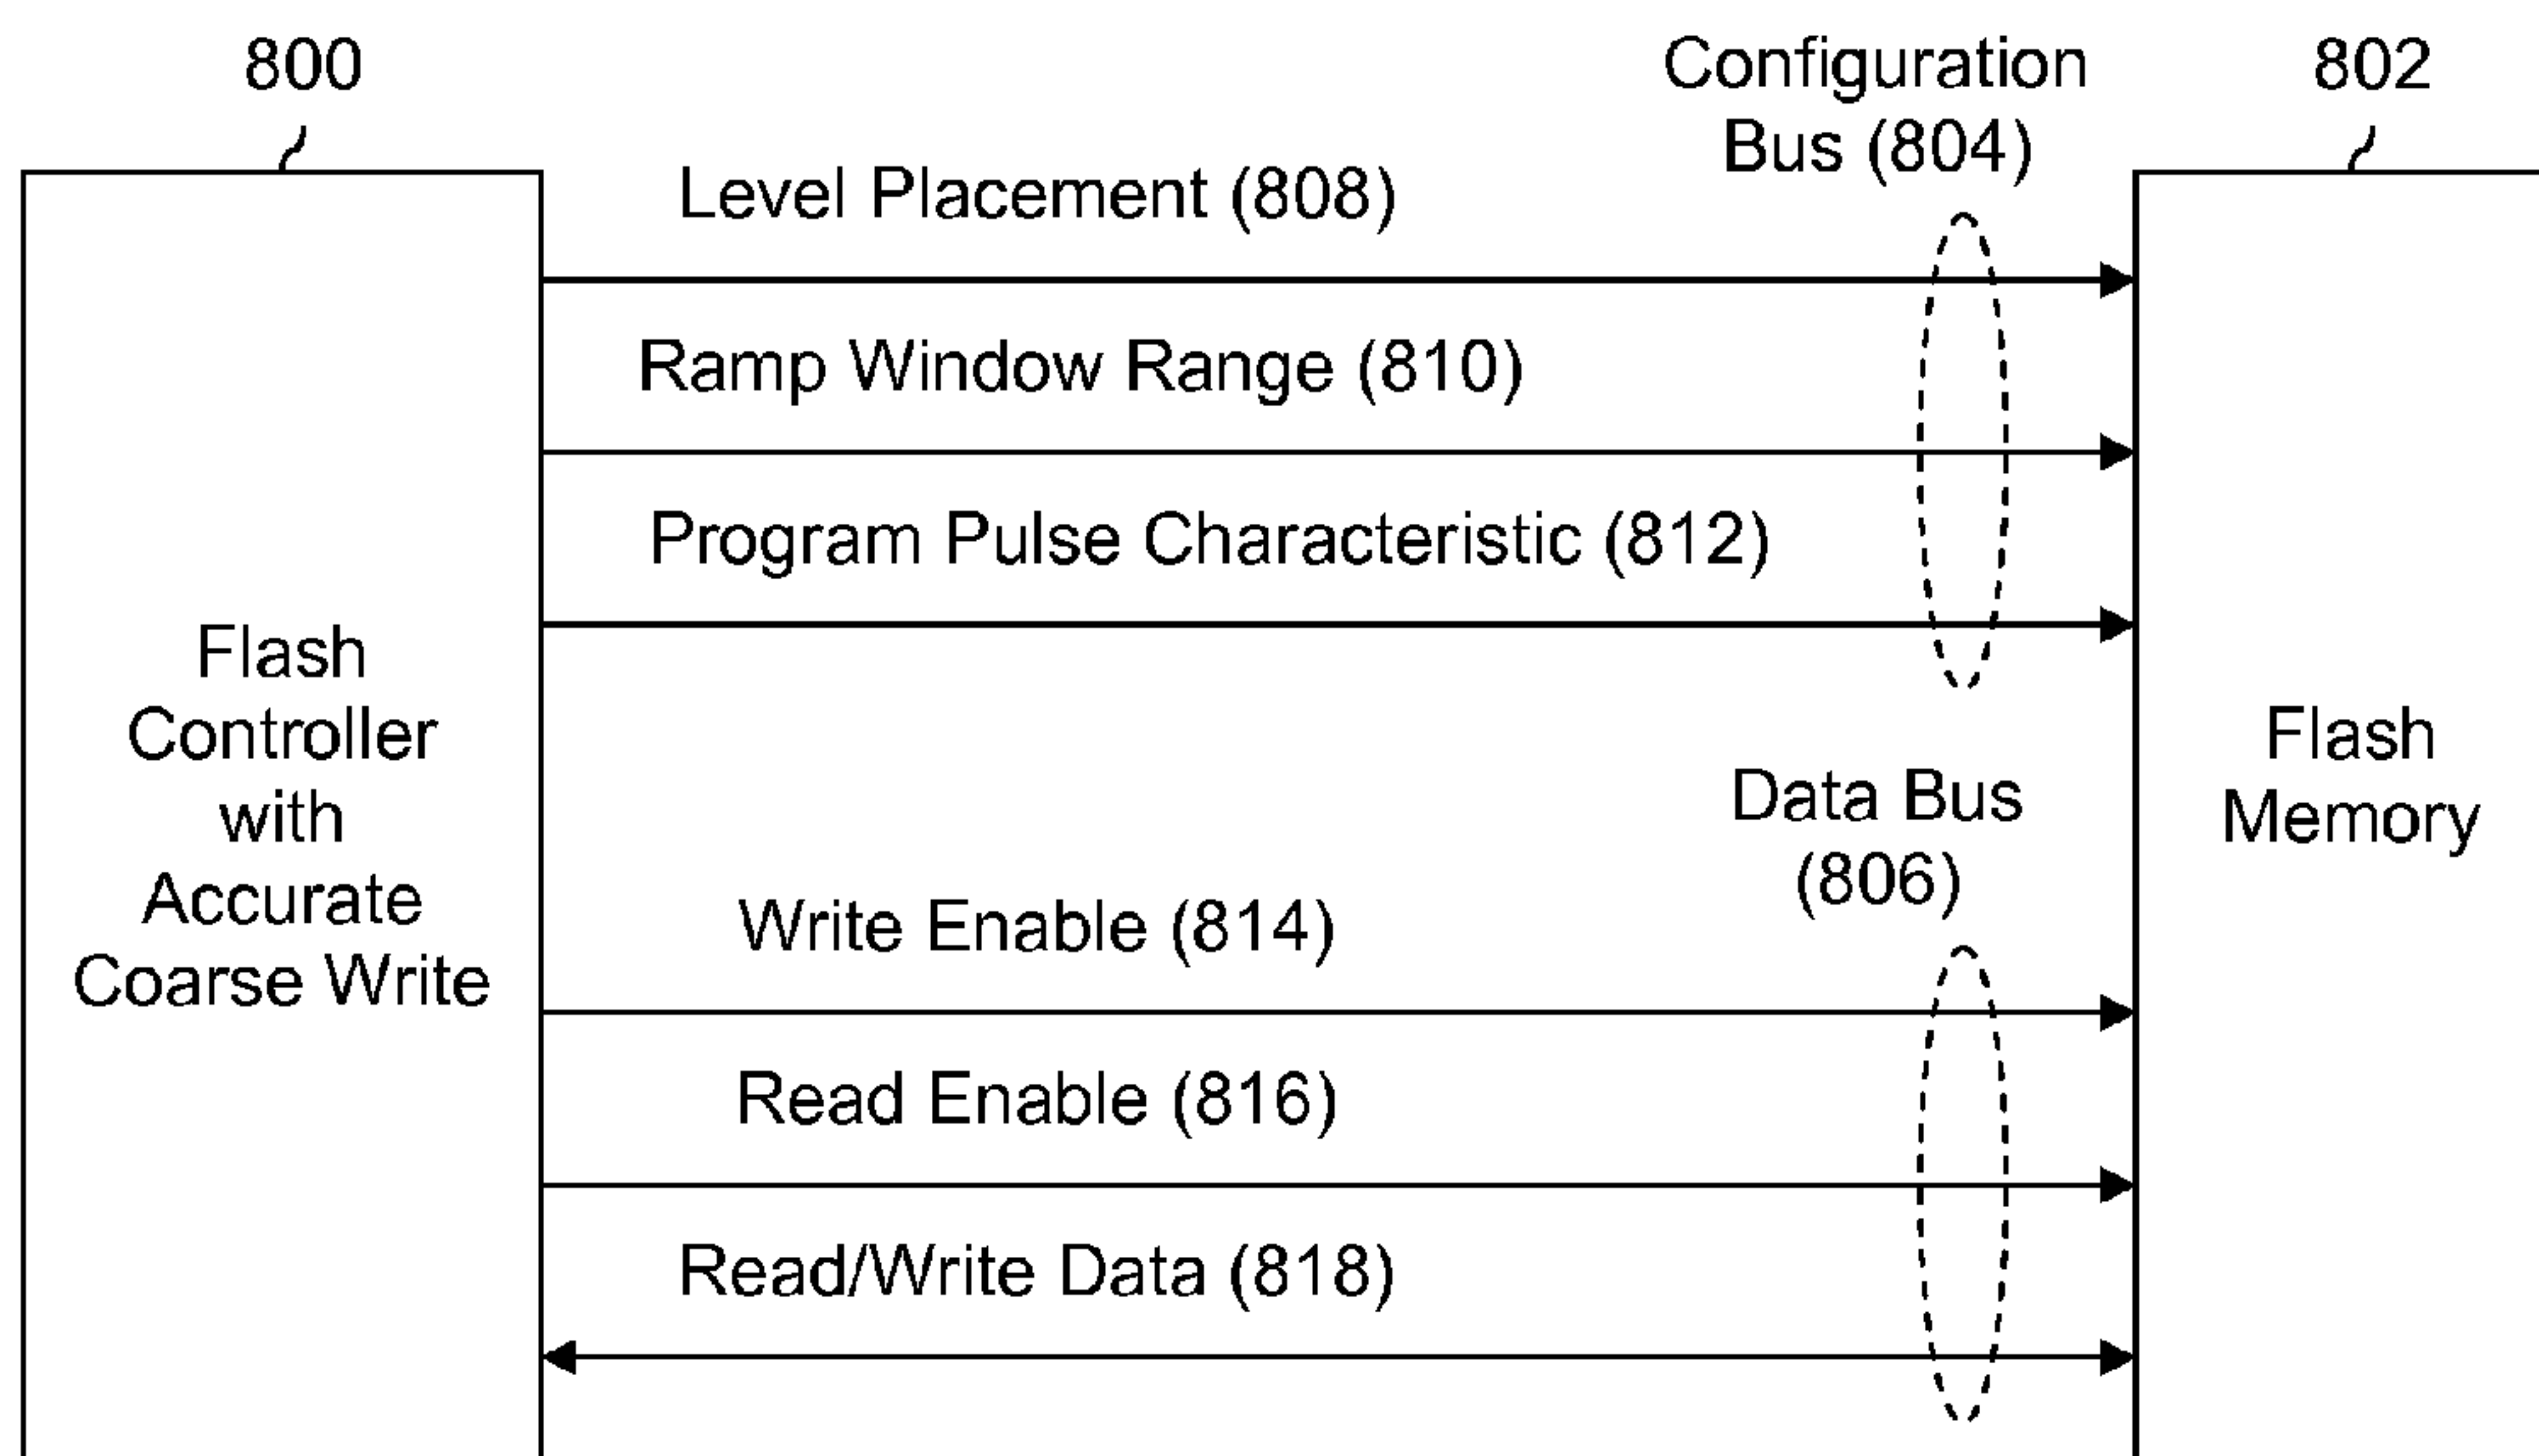 800
Configuration
Bus (804)
802
Level Placement (808)
Ramp Window Range (810)
Program Pulse Characteristic (812)
Flash
Controller
with
Accurate
Coarse Write
Flash
Memory
Data Bus
(806)
Write Enable (814)
Read Enable (816)
Read/Write Data (818)